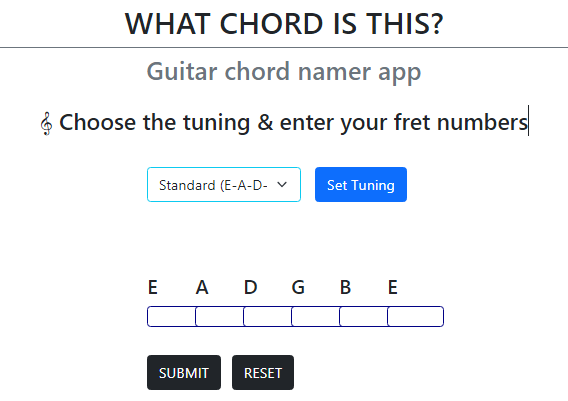 WHAT CHORD IS THIS?
Guitar chord namer app
𝄞 Choose the tuning & enter your fret numbers
Standard (E-A-D- Set Tuning
E A D G B E
SUBMIT RESET